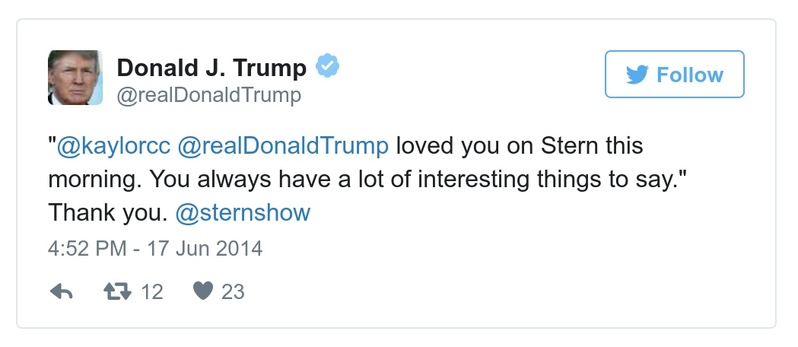 Donald J. Trump
@realDonaldTrump
Follow
"@kaylorcc @realDonaldTrump loved you on Stern this
morning. You always have a lot of interesting things to say."
Thank you. @sternshow
4:52 PM - 17 Jun 2014
12 23